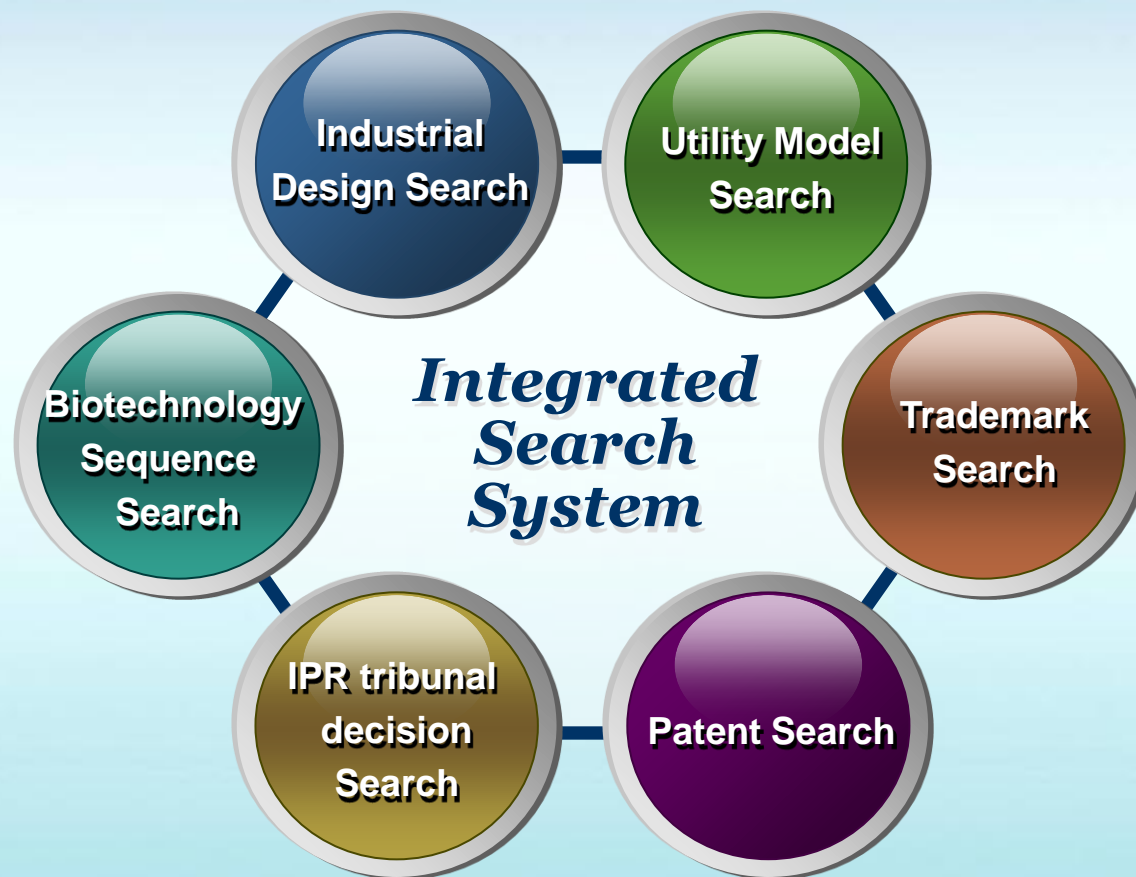 Industrial
Design Search
Utility Model
Search
Biotechnology
Sequence
Search
Integrated
Search
System
Trademark
Search
IPR tribunal
decision
Search
Patent Search